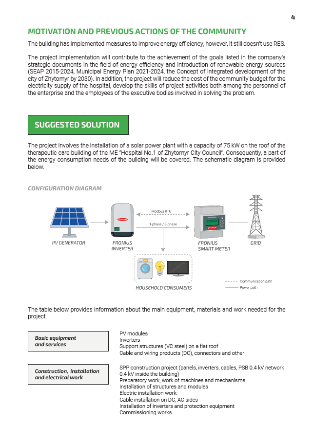 4
MOTIVATION AND PREVIOUS ACTIONS OF THE COMMUNITY
The building has implemented measures to improve energy efficiency; however, it still doesn't use RES.
The project implementation will contribute to the achievement of the goals listed in the company's
strategic documents in the field of energy efficiency and introduction of renewable energy sources
(SEAP 2015-2024, Municipal Energy Plan 2021-2024, the Concept of integrated development of the
city of Zhytomyr by 2030). In addition, the project will reduce the cost of the community budget for the
electricity supply of the hospital, develop the skills of project activities both among the personnel of
the enterprise and the employees of the executive bodies involved in solving the problem.
SUGGESTED SOLUTION
The project involves the installation of a solar power plant with a capacity of 75 kW on the roof of the
therapeutic care building of the ME "Hospital No. 1 of Zhytomyr City Council". Consequently, a part of
the energy consumption needs of the building will be covered. The schematic diagram is provided
below.
CONFIGURATION DIAGRAM
Modbus RTU
1-phase / 3-phase
PV GENERATOR
FRONIUS
INVERTER
FRONIUS
SMART METER
GRID
HOUSEHOLD CONSUMERS
Communication path
Power path
The table below provides information about the main equipment, materials and work needed for the
project.
Basic equipment
and services
PV modules
Inverters
Support structures (VD steel) on a flat roof
Cable and wiring products (DC), connectors and other
Construction, installation
and electrical work
SPP construction project (panels, inverters, cables, PSB 0.4 kV network
0.4 kV inside the building)
Preparatory work, work of machines and mechanisms
Installation of structures and modules
Electric installation work:
Cable installation on DC, AC sides
Installation of inverters and protection equipment
Commissioning works